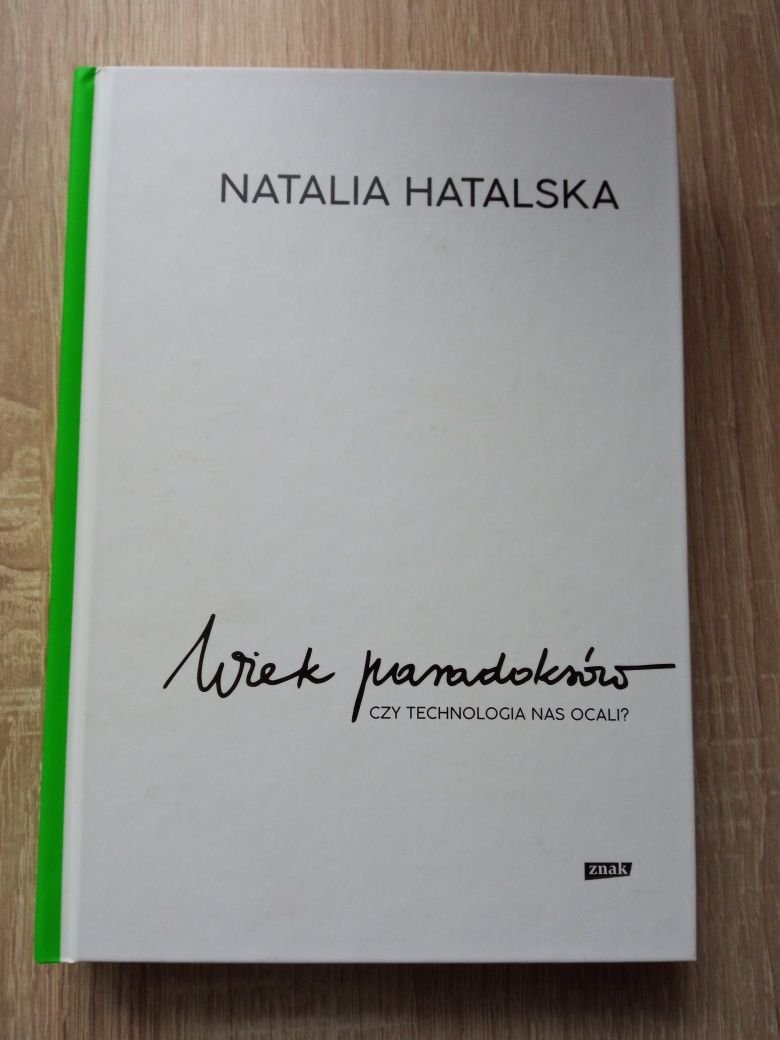 NATALIA HATALSKA
Wiek paradoksów
CZY TECHNOLOGIA NAS OCALI?
znak